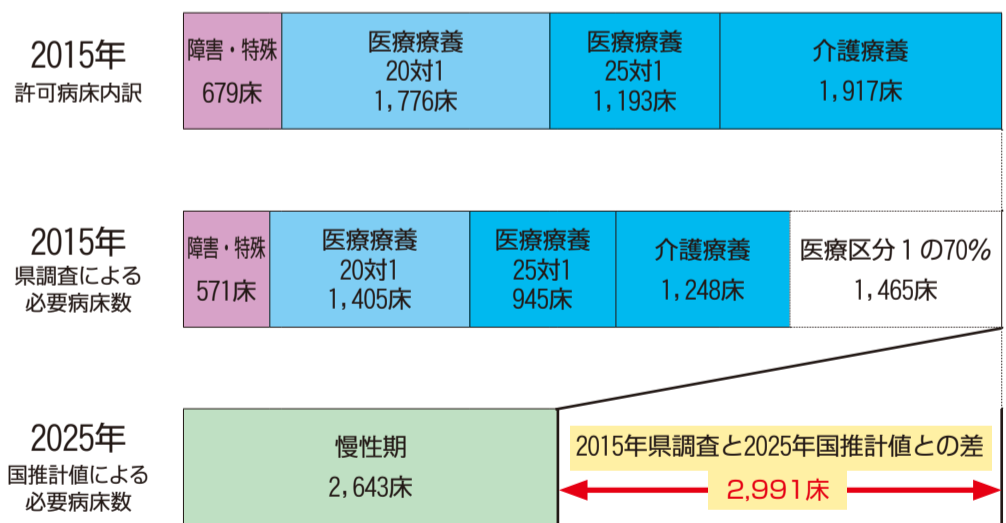 2015年
許可病床内訳
障害・特殊
679床
医療療養
20対1
1,776床
医療療養
25対1
1,193床
介護療養
1,917床
2015年
県調査による
必要病床数
障害・特殊
571床
医療療養
20対1
1,405床
医療療養
25対1
945床
介護療養
1,248床
医療区分1の70%
1,465床
2025年
国推計値による
必要病床数
慢性期
2,643床
2015年県調査と2025年国推計値との差
2,991床